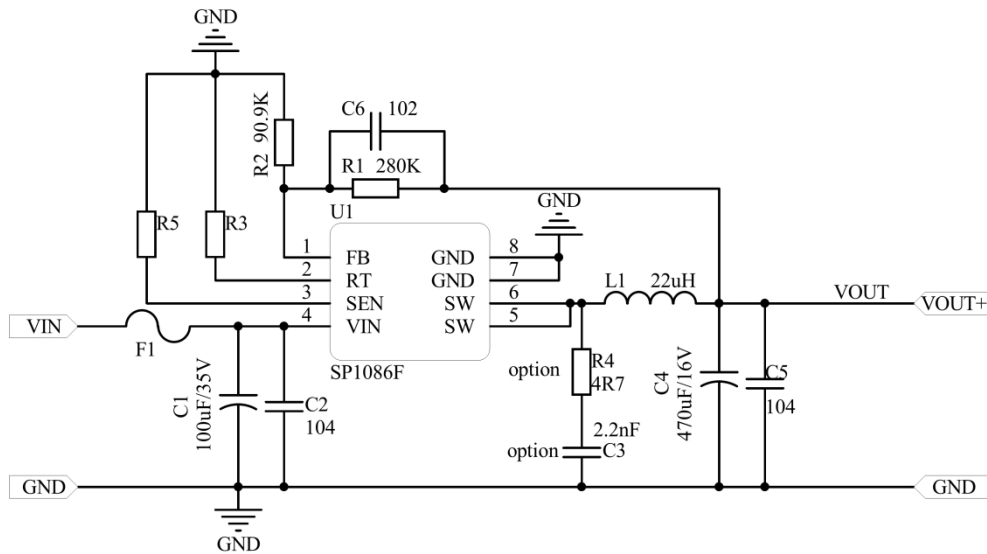 GND
R2 90.9K
C6 102
R1 280K
R5
R3
U1
GND
1 FB GND 8
2 RT GND 7
3 SEN SW 6
4 VIN SW 5
SP1086F
L1 22uH
VOUT
VOUT+
VIN
F1
C1
100uF/35V
C2
104
option
R4
4R7
option
2.2nF
C3
C4
470uF/16V
C5
104
GND
GND
GND